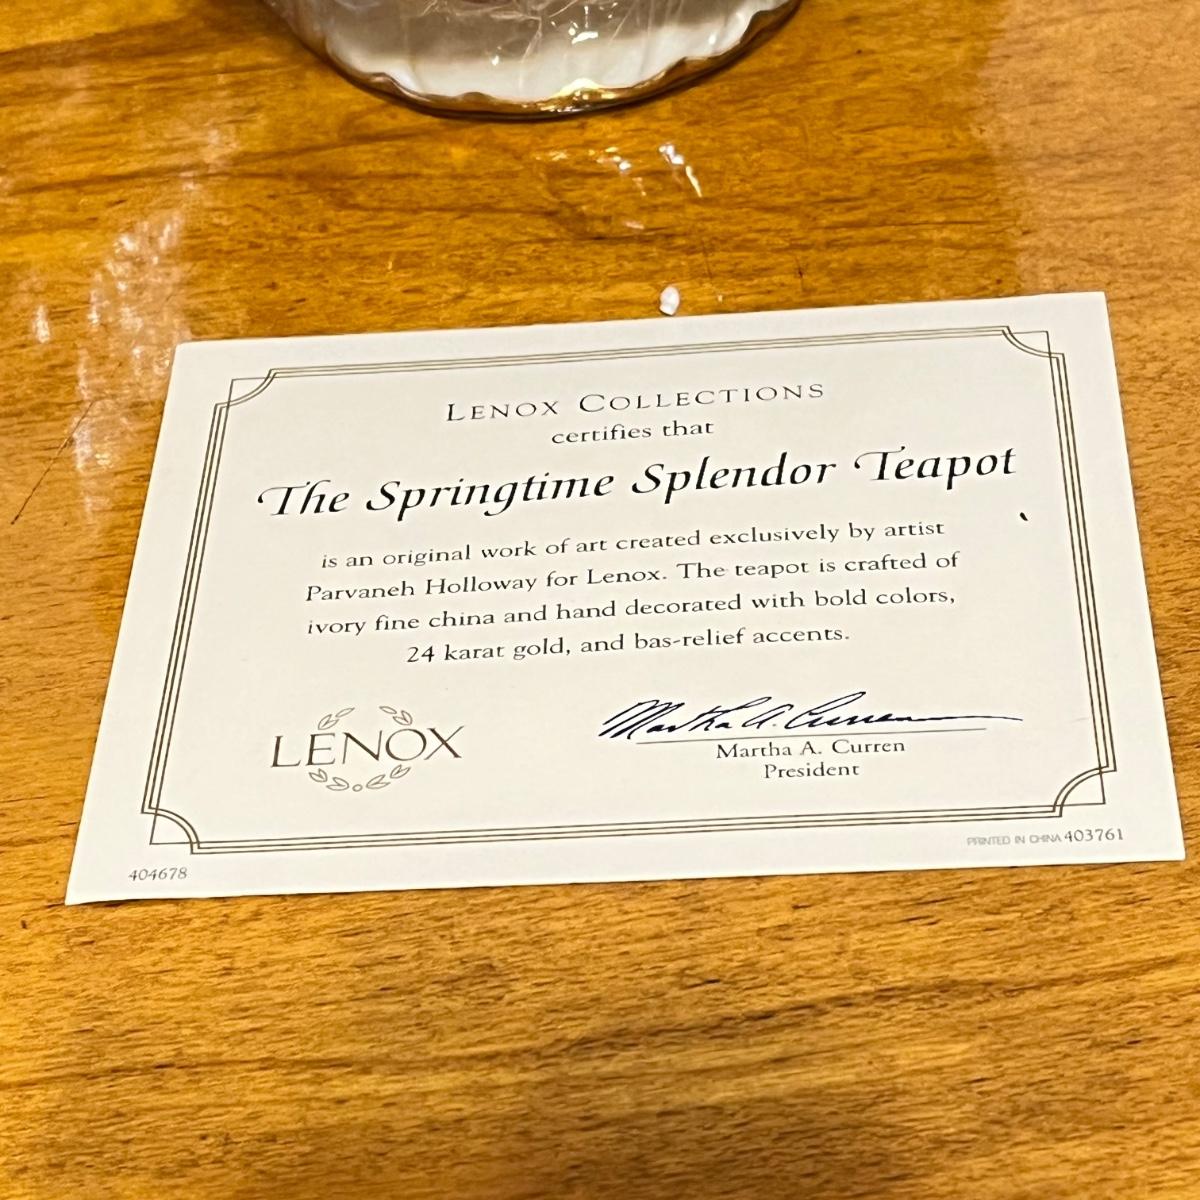 LENOX COLLECTIONS
certifies that
The Springtime Splendor Teapot
is an original work of art created exclusively by artist
Parvaneh Holloway for Lenox. The teapot is crafted of
ivory fine china and hand decorated with bold colors,
24 karat gold, and bas-relief accents.
LENOX
Martha A. Curren
Martha A. Curren
President
404678
PRINTED IN CHINA 403761